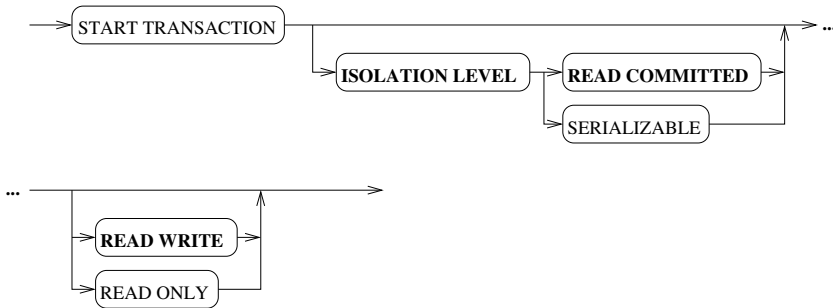 START TRANSACTION
...
ISOLATION LEVEL READ COMMITTED
SERIALIZABLE
...
READ WRITE
READ ONLY